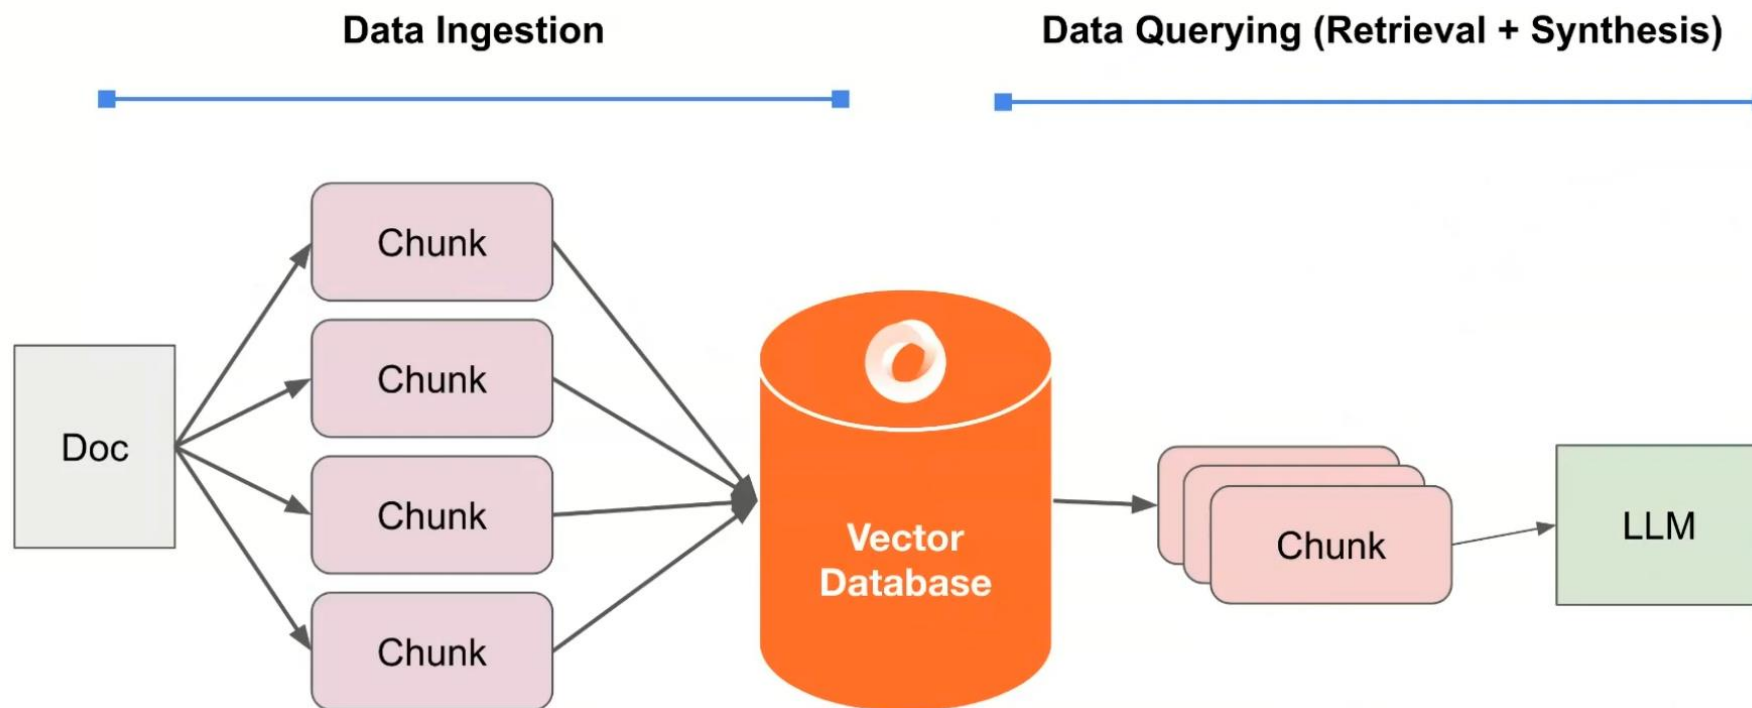 Data Ingestion
Data Querying (Retrieval + Synthesis)
Doc
Chunk
Chunk
Chunk
Chunk
Vector
Database
Chunk
LLM